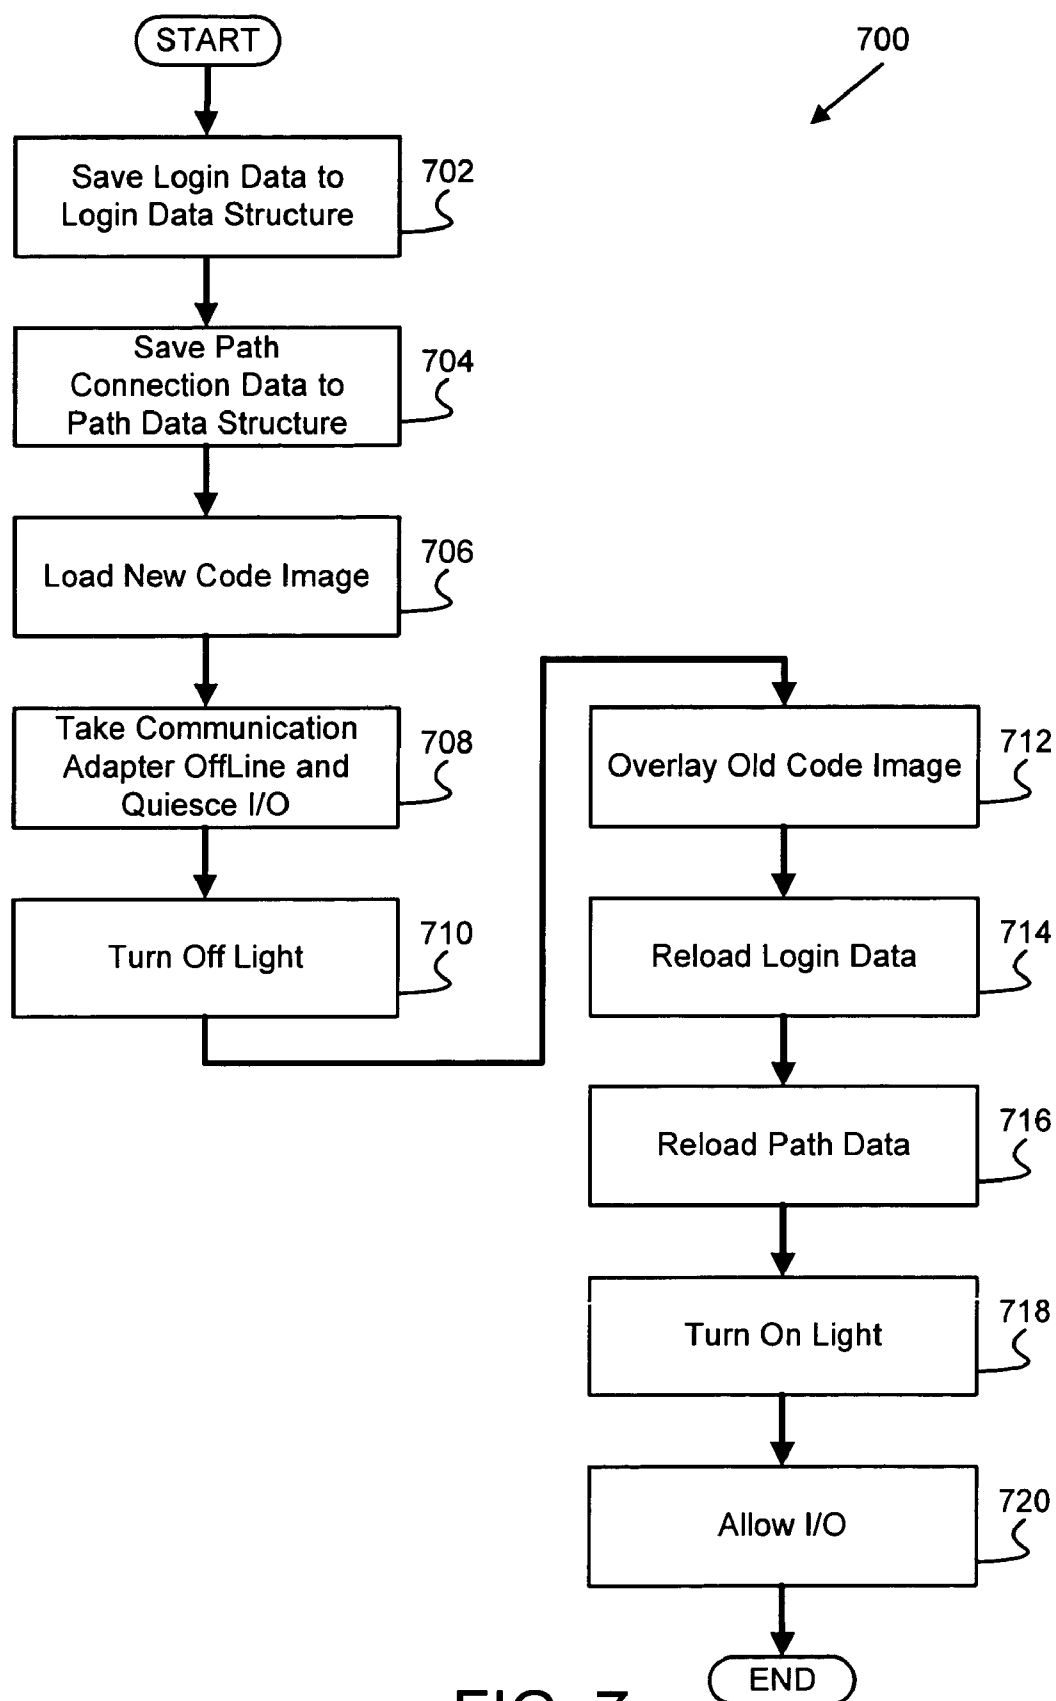 START
700
Save Login Data to
Login Data Structure
702
Save Path
Connection Data to
Path Data Structure
704
Load New Code Image
706
Take Communication
Adapter OffLine and
Quiesce I/O
708
Turn Off Light
710
Overlay Old Code Image
712
Reload Login Data
714
Reload Path Data
716
Turn On Light
718
Allow I/O
720
END